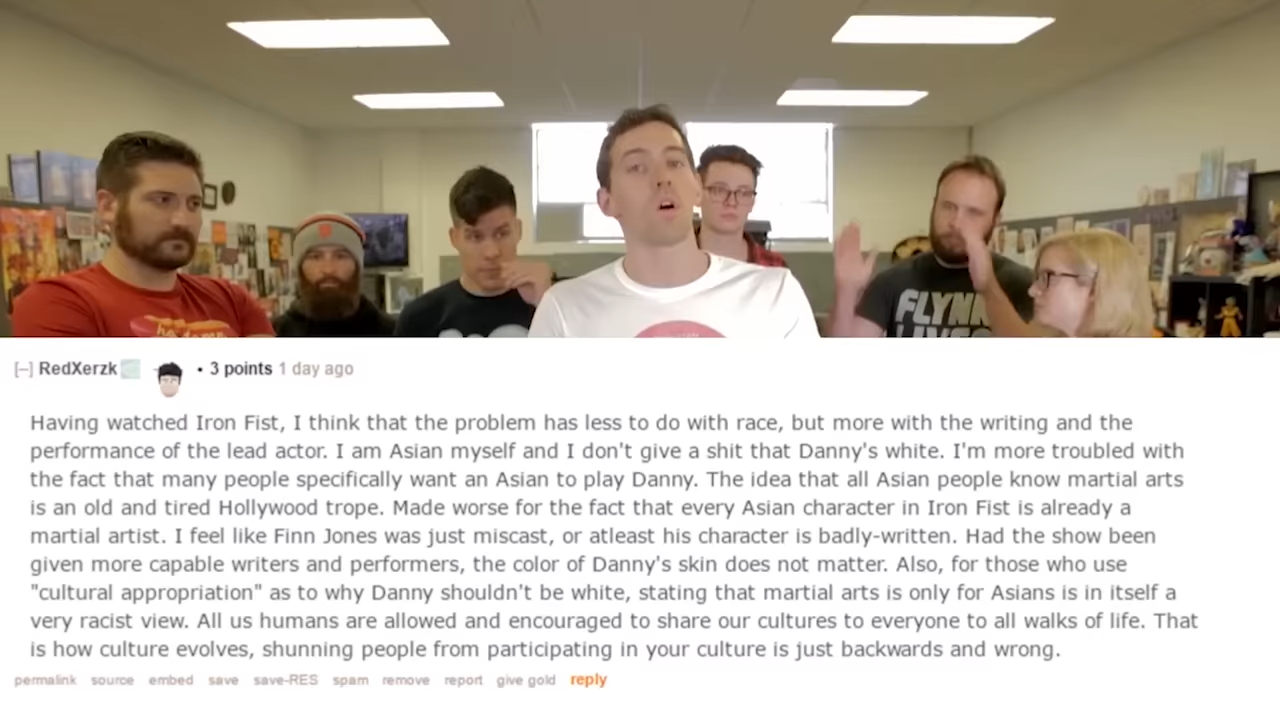 FLYNN
LIVES
[–] RedXerzk • 3 points 1 day ago
Having watched Iron Fist, I think that the problem has less to do with race, but more with the writing and the
performance of the lead actor. I am Asian myself and I don't give a shit that Danny's white. I'm more troubled with
the fact that many people specifically want an Asian to play Danny. The idea that all Asian people know martial arts
is an old and tired Hollywood trope. Made worse for the fact that every Asian character in Iron Fist is already a
martial artist. I feel like Finn Jones was just miscast, or atleast his character is badly-written. Had the show been
given more capable writers and performers, the color of Danny's skin does not matter. Also, for those who use
"cultural appropriation" as to why Danny shouldn't be white, stating that martial arts is only for Asians is in itself a
very racist view. All us humans are allowed and encouraged to share our cultures to everyone to all walks of life. That
is how culture evolves, shunning people from participating in your culture is just backwards and wrong.
permalink source embed save save-RES spam remove report give gold reply